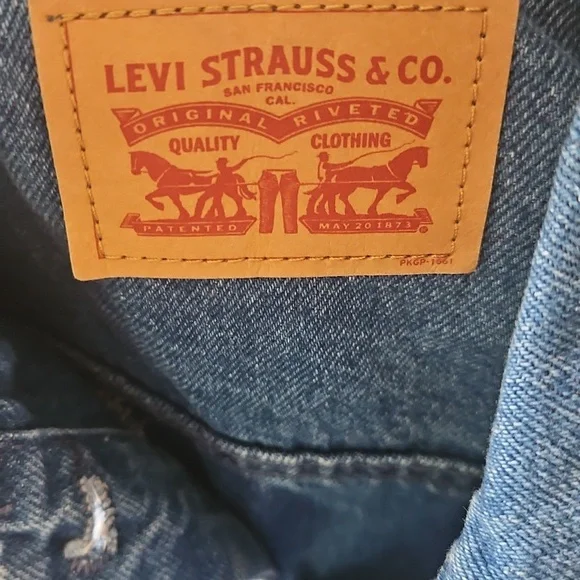 LEVI STRAUSS & CO.
SAN FRANCISCO
CAL.
ORIGINAL RIVETED
QUALITY CLOTHING
PATENTED MAY 20 1873 ®